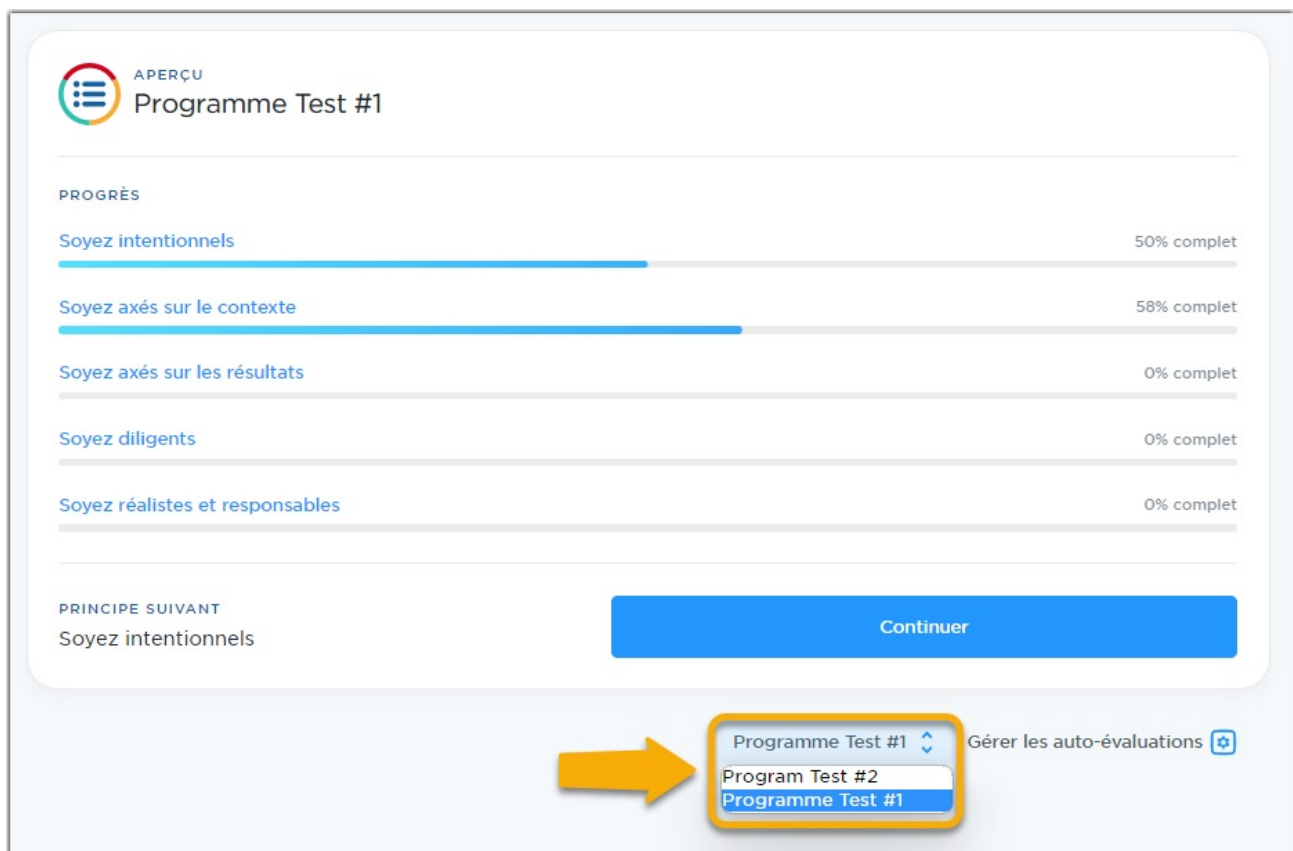 APERÇU
Programme Test #1
PROGRÈS
Soyez intentionnels 50% complet
Soyez axés sur le contexte 58% complet
Soyez axés sur les résultats 0% complet
Soyez diligents 0% complet
Soyez réalistes et responsables 0% complet
PRINCIPE SUIVANT
Soyez intentionnels
Continuer
Programme Test #1 Gérer les auto-évaluations
Program Test #2
Programme Test #1